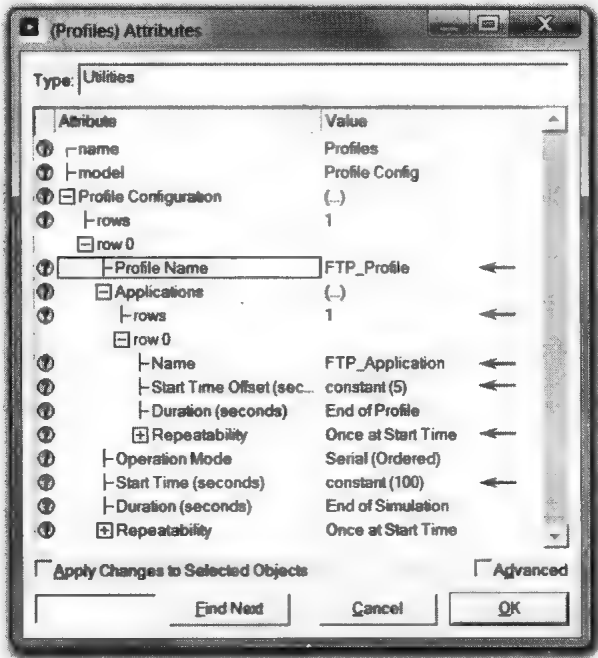 (Profiles) Attributes
Type: Utilities
Attribute Value
name Profiles
model Profile Config
Profile Configuration (...)
rows 1
row 0
Profile Name FTP_Profile
Applications (...)
rows 1
row 0
Name FTP_Application
Start Time Offset (sec... constant (5)
Duration (seconds) End of Profile
Repeatability Once at Start Time
Operation Mode Serial (Ordered)
Start Time (seconds) constant (100)
Duration (seconds) End of Simulation
Repeatability Once at Start Time
Apply Changes to Selected Objects Advanced
Find Next Cancel OK